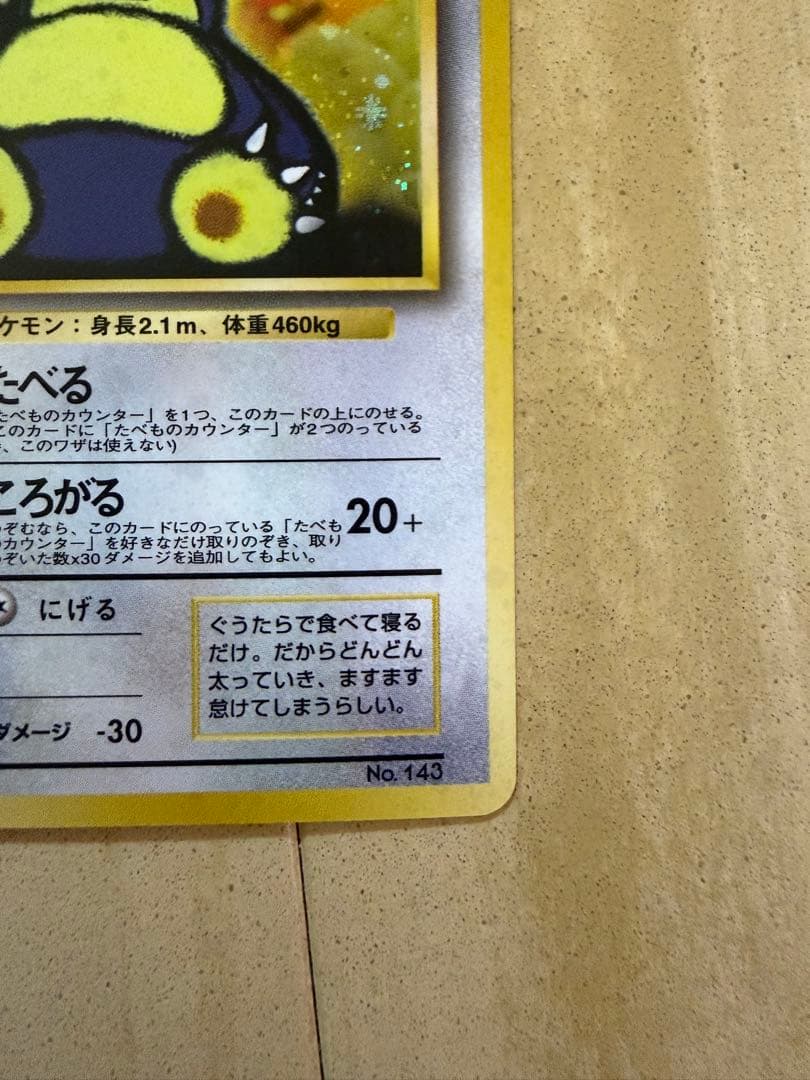 ケモン：身長2.1m、体重460kg
たべる
たべものカウンター」を1つ、このカードの上にのせる。
このカードに「たべものカウンター」が2つのっている
、このワザは使えない)
ころがる
のぞむなら、このカードにのっている「たべも
のカウンター」を好きなだけ取りのぞき、取り
のぞいた数x30ダメージを追加してもよい。
20+
にげる
ダメージ -30
ぐうたらで食べて寝る
だけ。だからどんどん
太っていき、ますます
怠けてしまうらしい。
No. 143